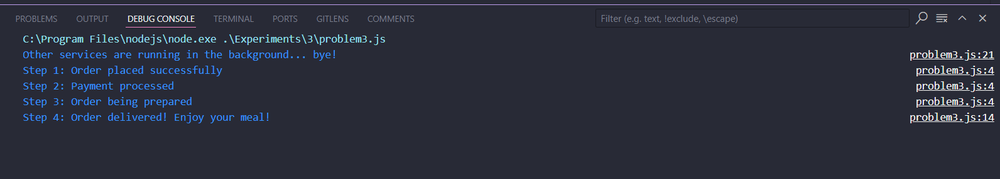 PROBLEMS OUTPUT DEBUG CONSOLE TERMINAL PORTS GITLENS COMMENTS Filter (e.g. text, !exclude, \escape)
C:\Program Files\nodejs\node.exe .\Experiments\3\problem3.js
Other services are running in the background... bye! problem3.js:21
Step 1: Order placed successfully problem3.js:4
Step 2: Payment processed problem3.js:4
Step 3: Order being prepared problem3.js:4
Step 4: Order delivered! Enjoy your meal! problem3.js:14